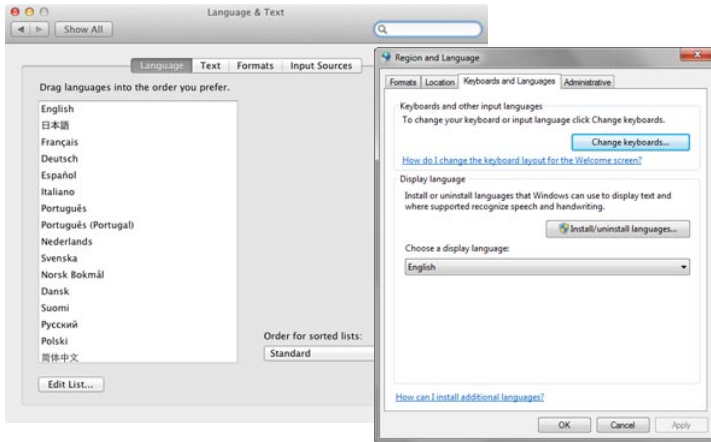 Language & Text
Show All
Language Text Formats Input Sources
Drag languages into the order you prefer.
English
日本語
Français
Deutsch
Español
Italiano
Português
Português (Portugal)
Nederlands
Svenska
Norsk Bokmål
Dansk
Suomi
Русский
Polski
简体中文
Order for sorted lists:
Standard
Edit List...
Region and Language
Formats Location Keyboards and Languages Administrative
Keyboards and other input languages
To change your keyboard or input language click Change keyboards.
Change keyboards...
How do I change the keyboard layout for the Welcome screen?
Display language
Install or uninstall languages that Windows can use to display text and
where supported recognize speech and handwriting.
Install/uninstall languages...
Choose a display language:
English
How can I install additional languages?
OK Cancel Apply